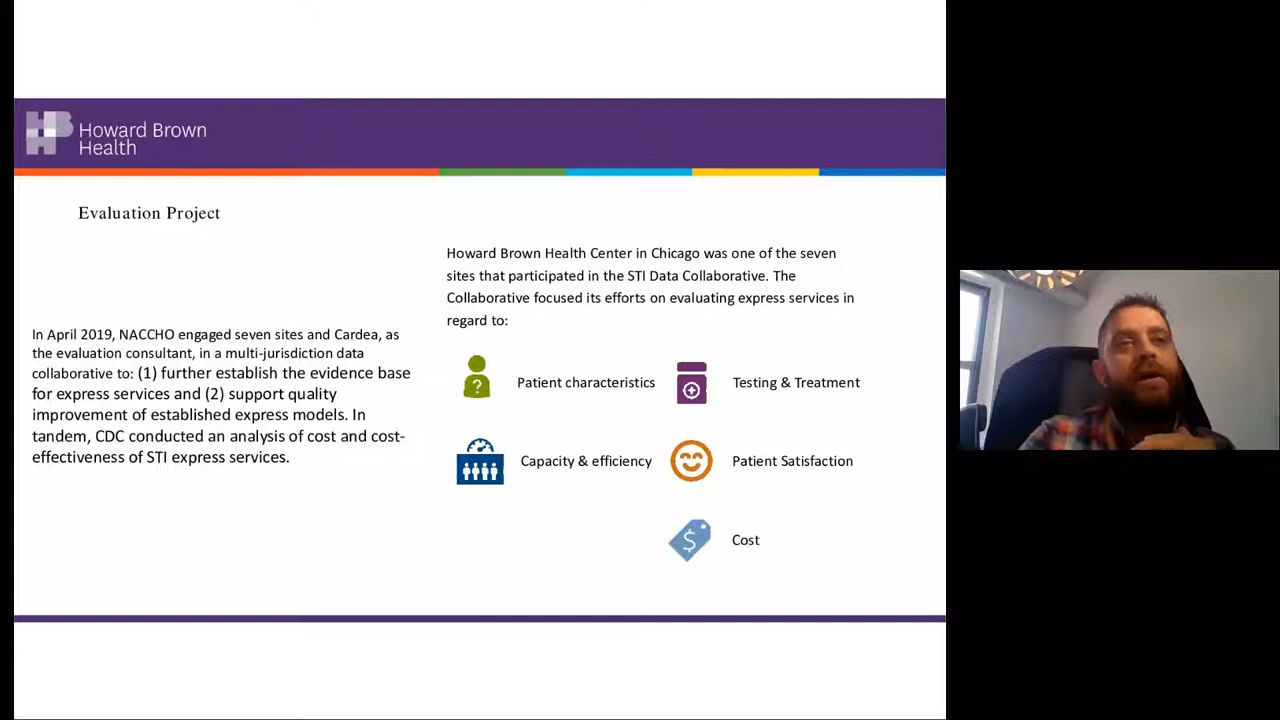 Howard Brown
Health
Evaluation Project
In April 2019, NACCHO engaged seven sites and Cardea, as
the evaluation consultant, in a multi-jurisdiction data
collaborative to: (1) further establish the evidence base
for express services and (2) support quality
improvement of established express models. In
tandem, CDC conducted an analysis of cost and cost-
effectiveness of STI express services.
Howard Brown Health Center in Chicago was one of the seven
sites that participated in the STI Data Collaborative. The
Collaborative focused its efforts on evaluating express services in
regard to:
?
Patient characteristics
Testing & Treatment
Capacity & efficiency
Patient Satisfaction
$
Cost